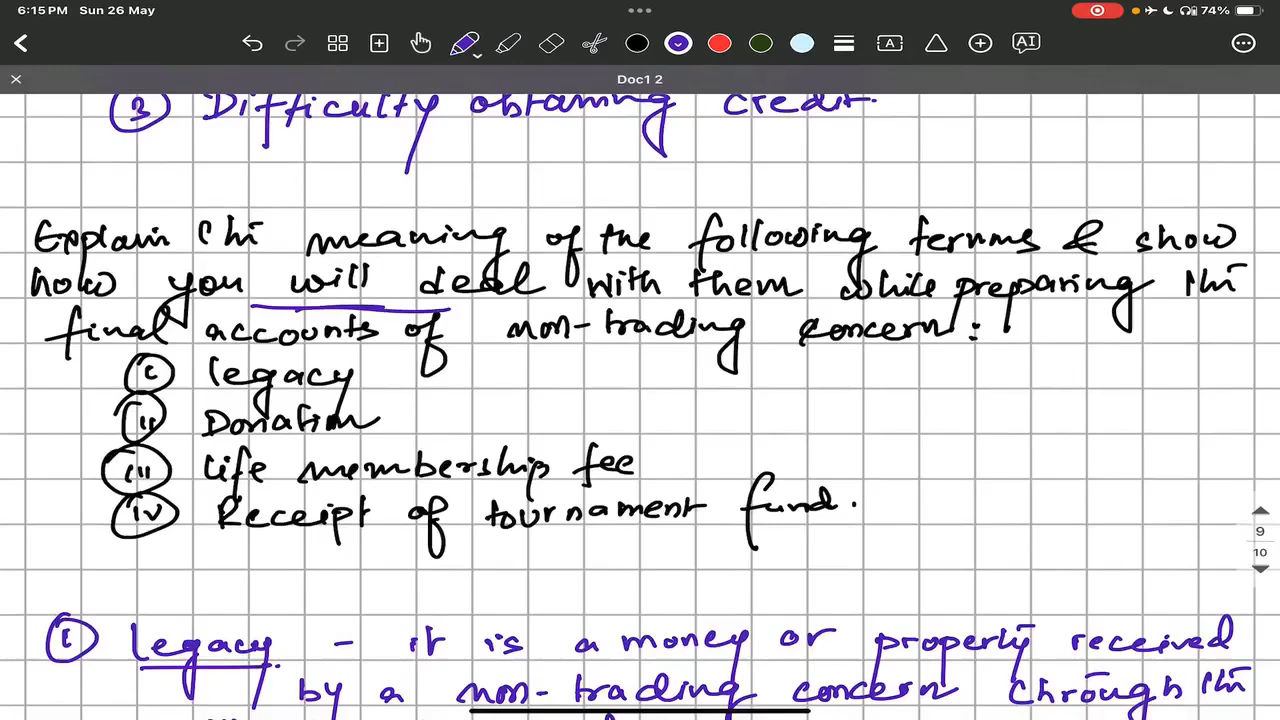 6:15 PM Sun 26 May
74%
A
AI
Doc1 2
3 Difficulty obtaining credit.
Explain the meaning of the following terms & show
how you will deal with them while preparing the
final accounts of non-trading concern:
i legacy
ii Donation
iii life membership fee
iv Receipt of tournament fund.
9
10
i legacy - it is a money or property received
by a non-trading concern through the